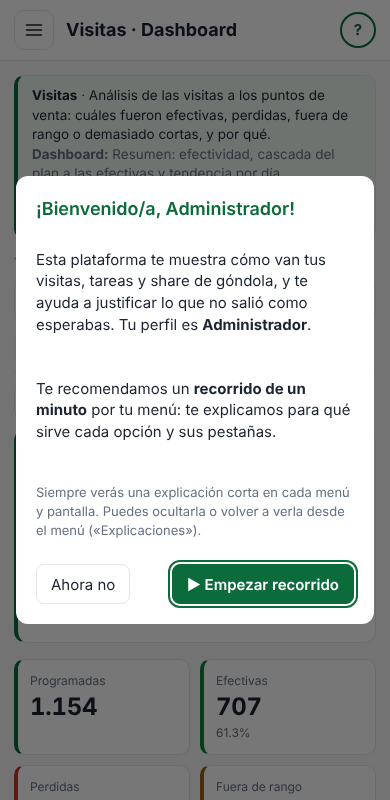 Visitas · Dashboard
?
Visitas · Análisis de las visitas a los puntos de
venta: cuáles fueron efectivas, perdidas, fuera de
rango o demasiado cortas, y por qué.
Dashboard: Resumen: efectividad, cascada del
plan a las efectivas y tendencia por día.
¡Bienvenido/a, Administrador!
Esta plataforma te muestra cómo van tus
visitas, tareas y share de góndola, y te
ayuda a justificar lo que no salió como
esperabas. Tu perfil es Administrador.
Te recomendamos un recorrido de un
minuto por tu menú: te explicamos para qué
sirve cada opción y sus pestañas.
Siempre verás una explicación corta en cada menú
y pantalla. Puedes ocultarla o volver a verla desde
el menú («Explicaciones»).
Ahora no
▶ Empezar recorrido
Programadas
1.154
Efectivas
707
61.3%
Perdidas
Fuera de rango